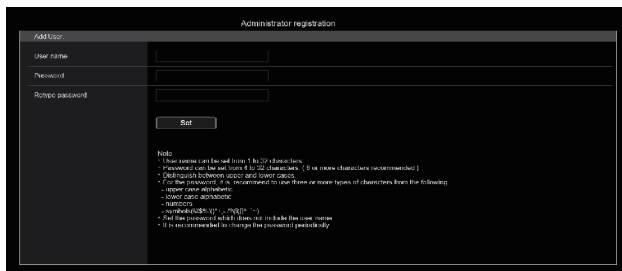 Administrator registration
Add User.
User name
Password
Retype password
Set
Note
- User name can be set from 1 to 32 characters
- Password can be set from 4 to 32 characters. ( 8 or more characters recommended )
- Distinguish between upper and lower cases.
- For the password, it is recommend to use three or more types of characters from the following
- upper case alphabetic
- lower case alphabetic
- numbers
- symbols
- Set the password which does not include the user name
- It is recommended to change the password periodically